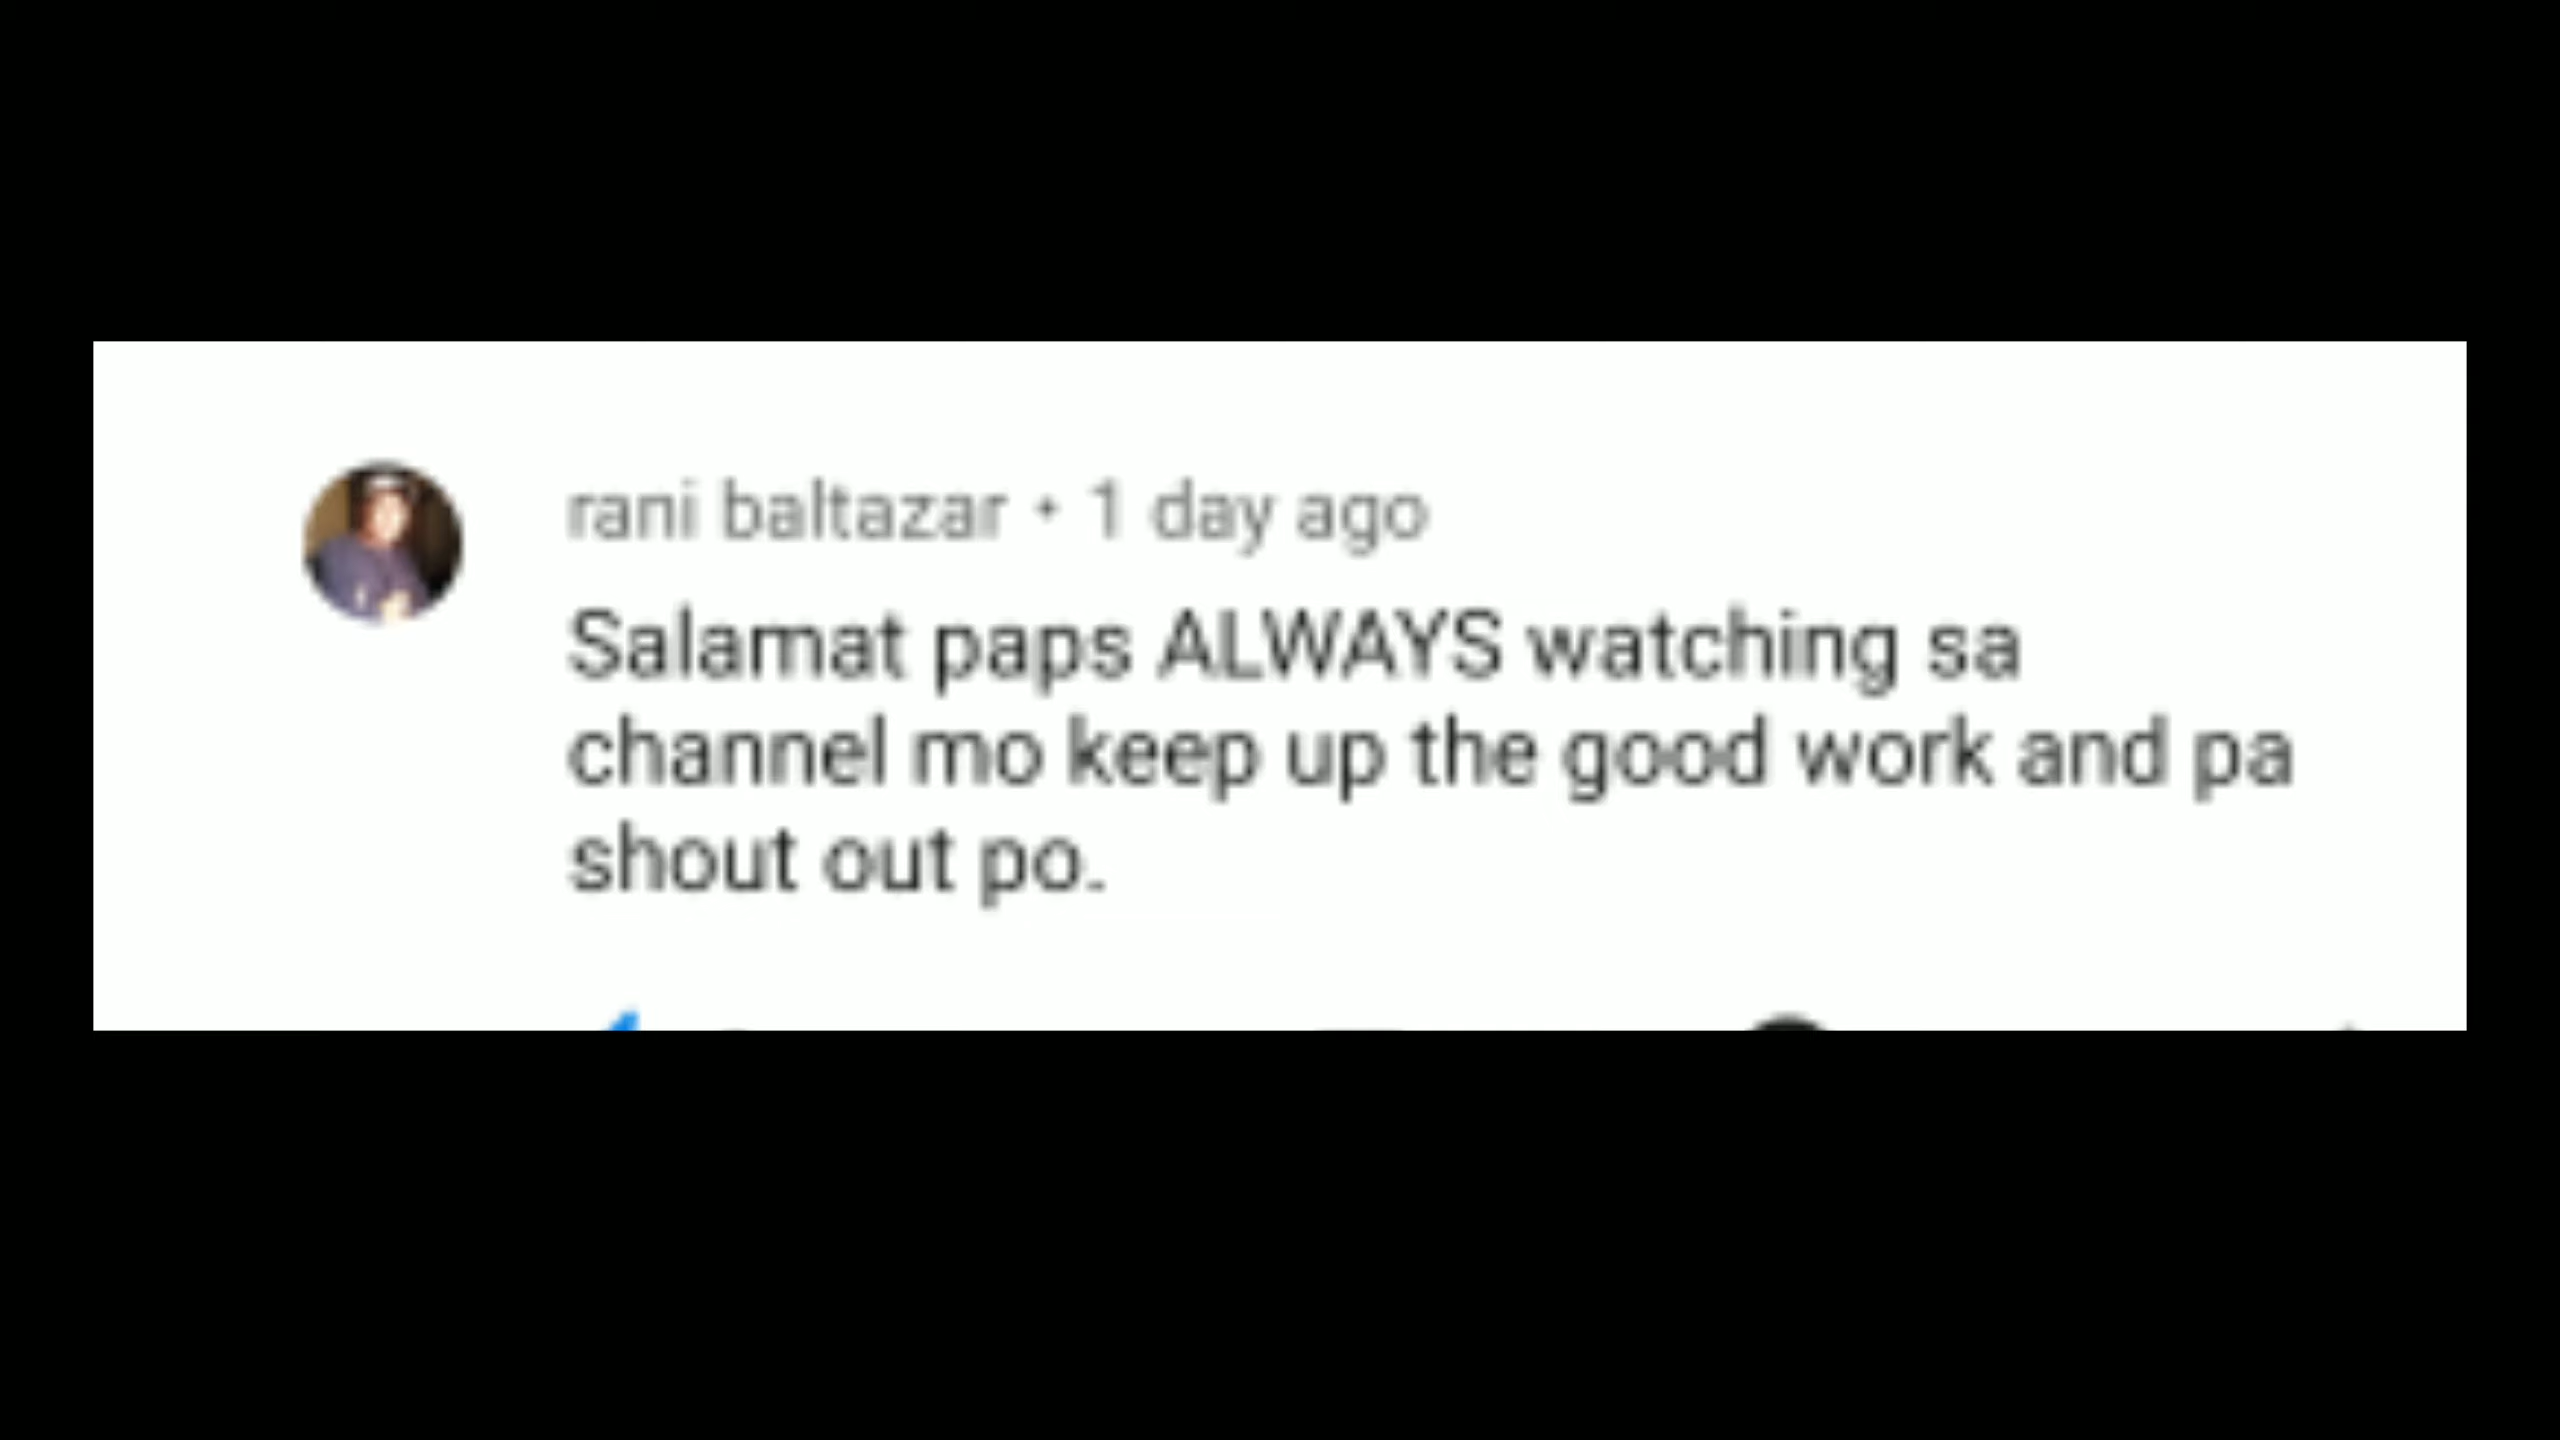 rani baltazar • 1 day ago
Salamat paps ALWAYS watching sa
channel mo keep up the good work and pa
shout out po.